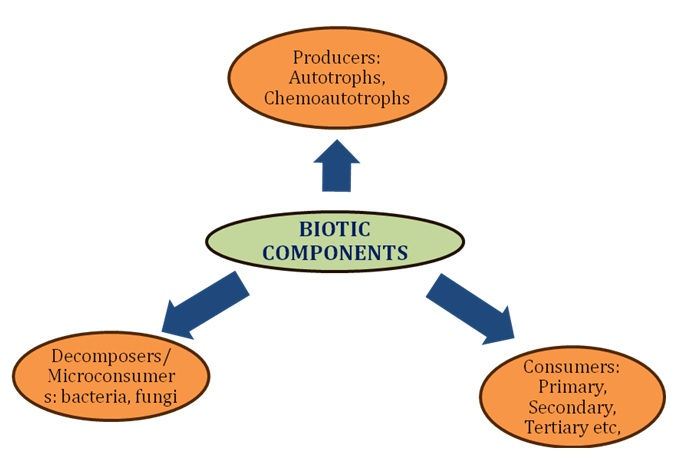 Producers:
Autotrophs,
Chemoautotrophs
BIOTIC
COMPONENTS
Decomposers/
Microconsumer
s: bacteria, fungi
Consumers:
Primary,
Secondary,
Tertiary etc,